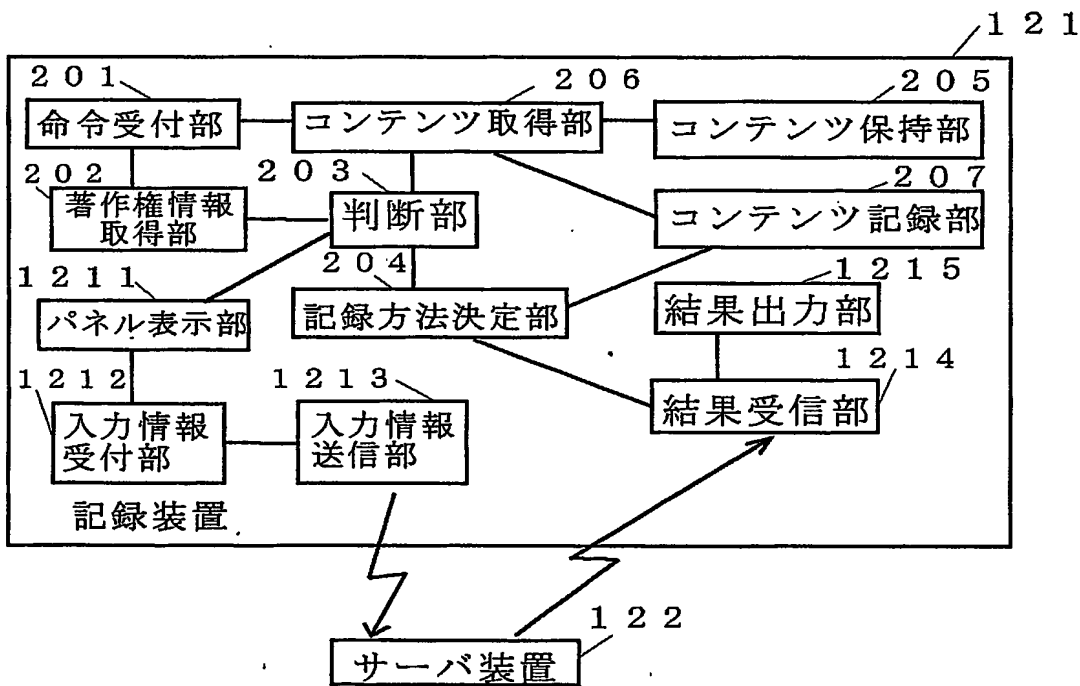 １２１
２０１
２０６
２０５
命令受付部
コンテンツ取得部
コンテンツ保持部
２０２
２０３
２０７
著作権情報
取得部
判断部
コンテンツ記録部
１２１１
２０４
１２１５
パネル表示部
記録方法決定部
結果出力部
１２１２
１２１３
１２１４
入力情報
受付部
入力情報
送信部
結果受信部
記録装置
１２２
サーバ装置